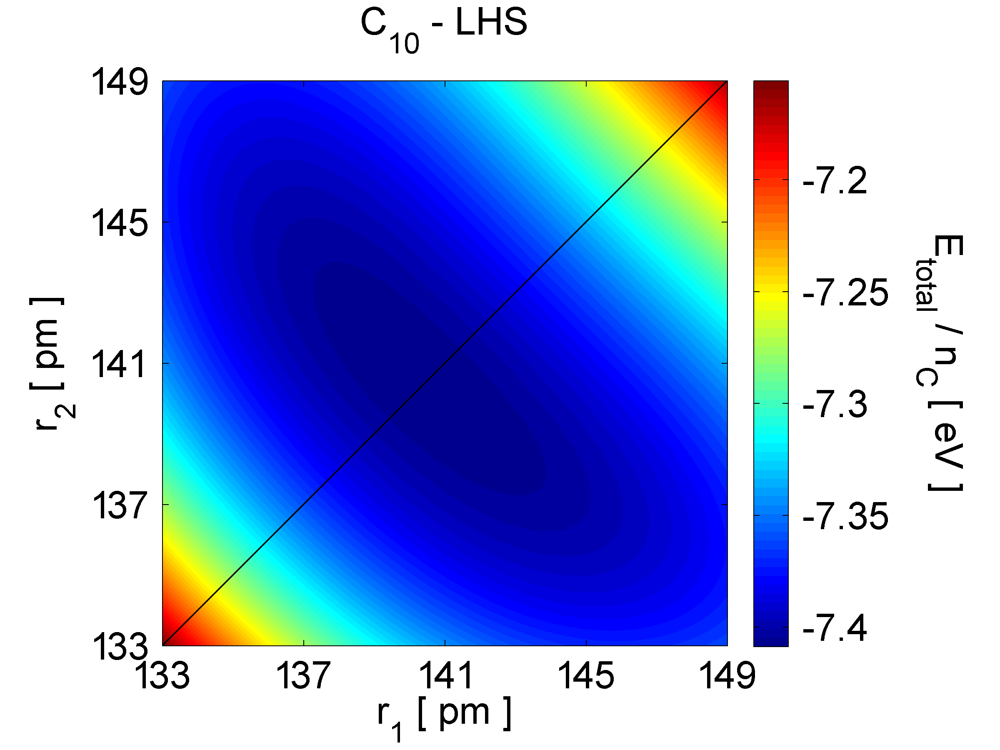 C10 - LHS
149
145
141
137
133
133 137 141 145 149
r1 [ pm ]
r2 [ pm ]
-7.2
-7.25
-7.3
-7.35
-7.4
Etotal / nC [ eV ]